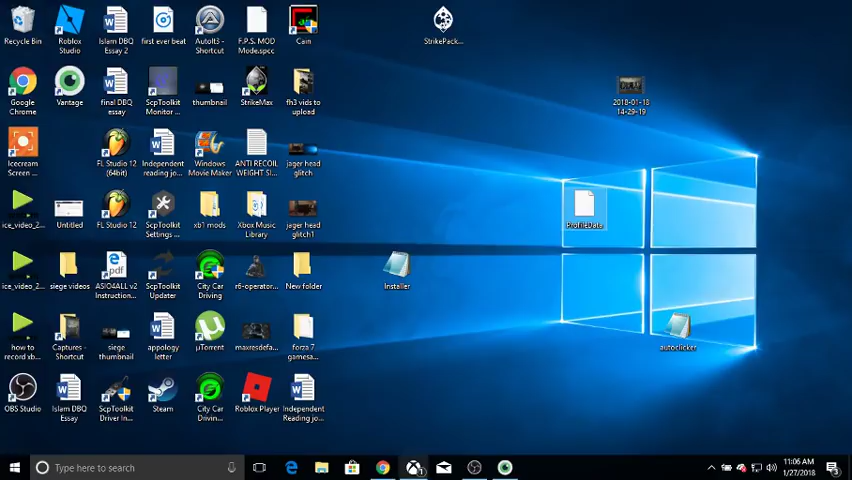 Recycle Bin
Roblox
Studio
Islam DBQ
Essay 2
first ever beat
AutoIt3 -
Shortcut
F.P.S. MOD
Mode.spcc
Cam
StrikePack...
Google
Chrome
Vantage
final DBQ
essay
ScpToolkit
Monitor ...
thumbnail
StrikeMax
fh3 vids to
upload
2018-01-18
14-29-19
Icecream
Screen ...
FL Studio 12
(64bit)
Independent
reading jo...
Windows
Movie Maker
ANTI RECOIL
WEIGHT SI...
jager head
glitch
ice_video_2...
Untitled
FL Studio 12
ScpToolkit
Settings ...
xb1 mods
Xbox Music
Library
jager head
glitch1
ProfileData
ice_video_2...
siege videos
pdf
ASIO4ALL v2
Instruction...
ScpToolkit
Updater
City Car
Driving
r6-operator...
New folder
Installer
how to
record xb...
Captures -
Shortcut
siege
thumbnail
appology
letter
µTorrent
maxresdefa...
forza 7
gamesa...
autoclicker
OBS Studio
Islam DBQ
Essay
ScpToolkit
Driver In...
Steam
City Car
Drivin...
Roblox Player
Independent
Reading jo...
Type here to search
11:06 AM
1/27/2018